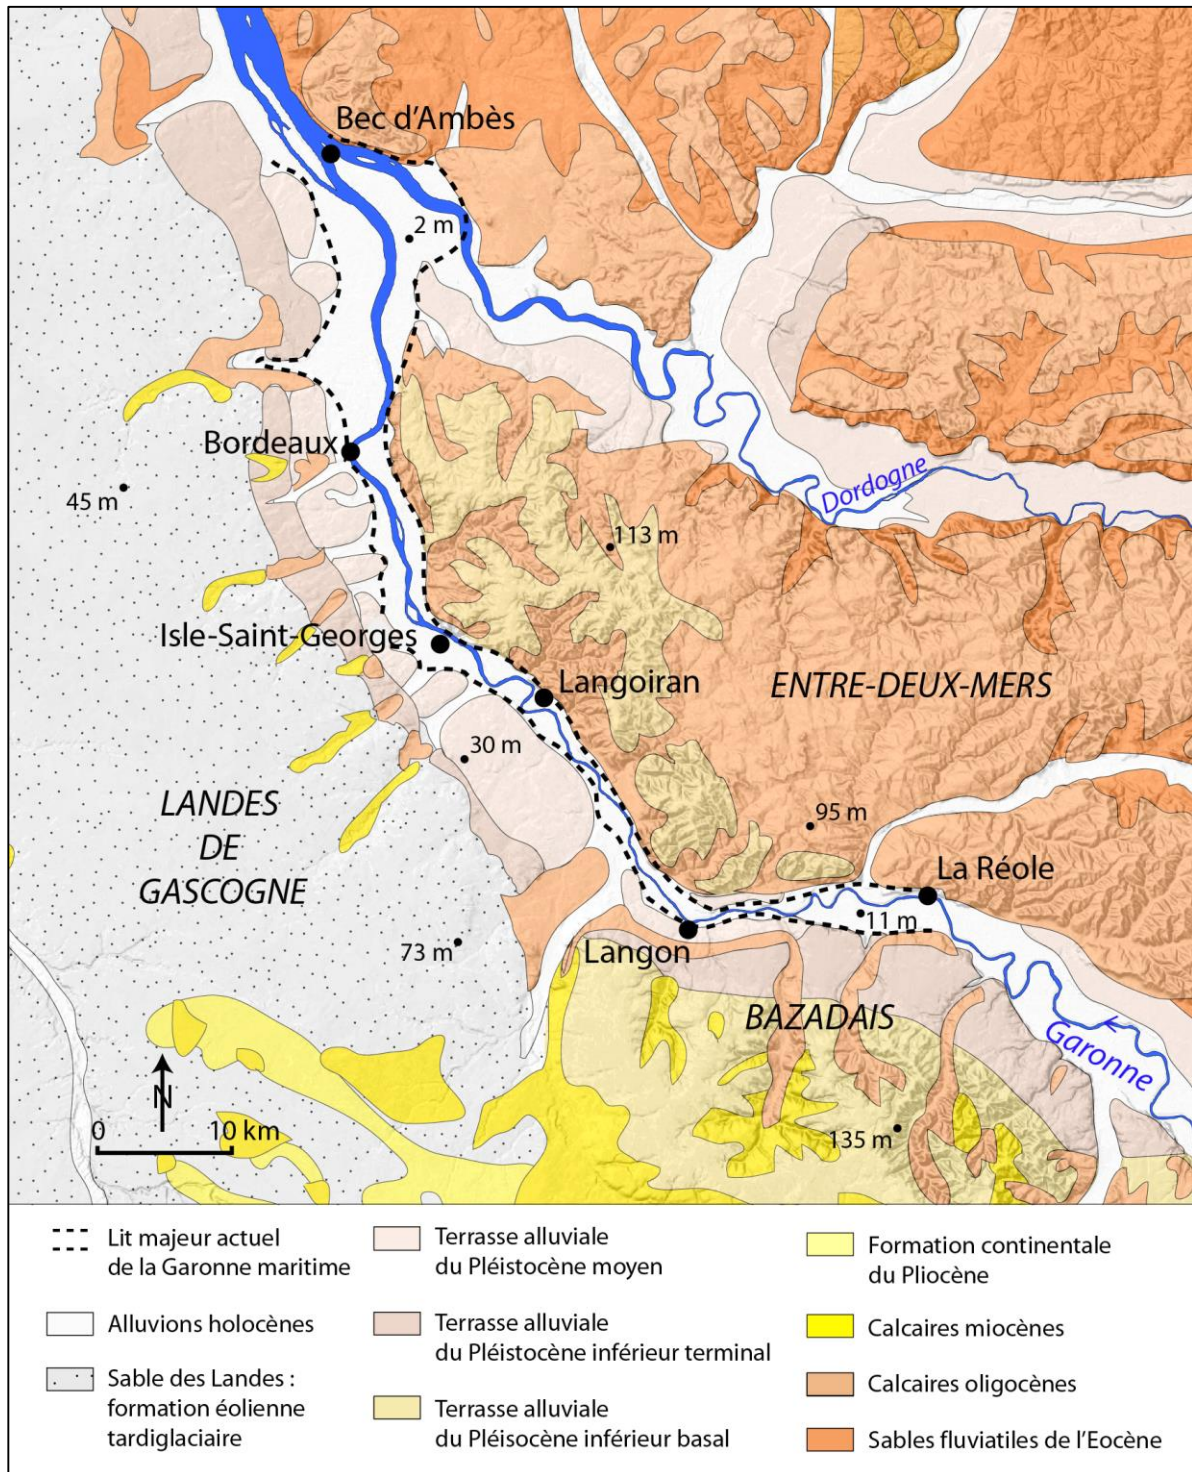 Bec d'Ambès
2 m
Bordeaux
45 m
Dordogne
113 m
Isle-Saint-Georges
Langoiran
ENTRE-DEUX-MERS
30 m
LANDES
DE
GASCOGNE
95 m
La Réole
11 m
73 m
Langon
BAZADAIS
Garonne
N
0 10 km
135 m
Lit majeur actuel
de la Garonne maritime
Alluvions holocènes
Sable des Landes :
formation éolienne
tardiglaciaire
Terrasse alluviale
du Pléistocène moyen
Terrasse alluviale
du Pléistocène inférieur terminal
Terrasse alluviale
du Pléisocène inférieur basal
Formation continentale
du Pliocène
Calcaires miocènes
Calcaires oligocènes
Sables fluviatiles de l'Eocène